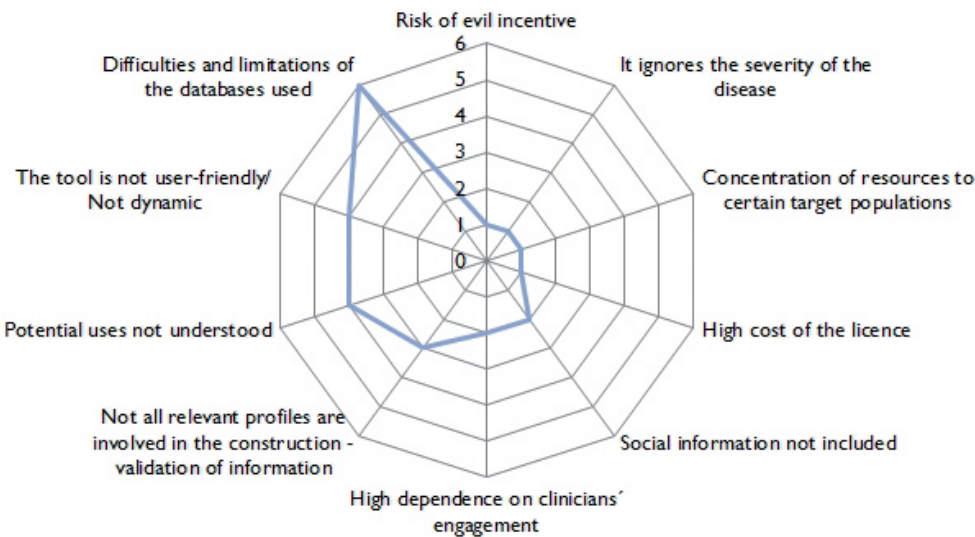 Risk of evil incentive
6
5
4
3
2
1
0
It ignores the severity of the
disease
Concentration of resources to
certain target populations
High cost of the licence
Social information not included
High dependence on clinicians´
engagement
Not all relevant profiles are
involved in the construction -
validation of information
Potential uses not understood
The tool is not user-friendly/
Not dynamic
Difficulties and limitations of
the databases used